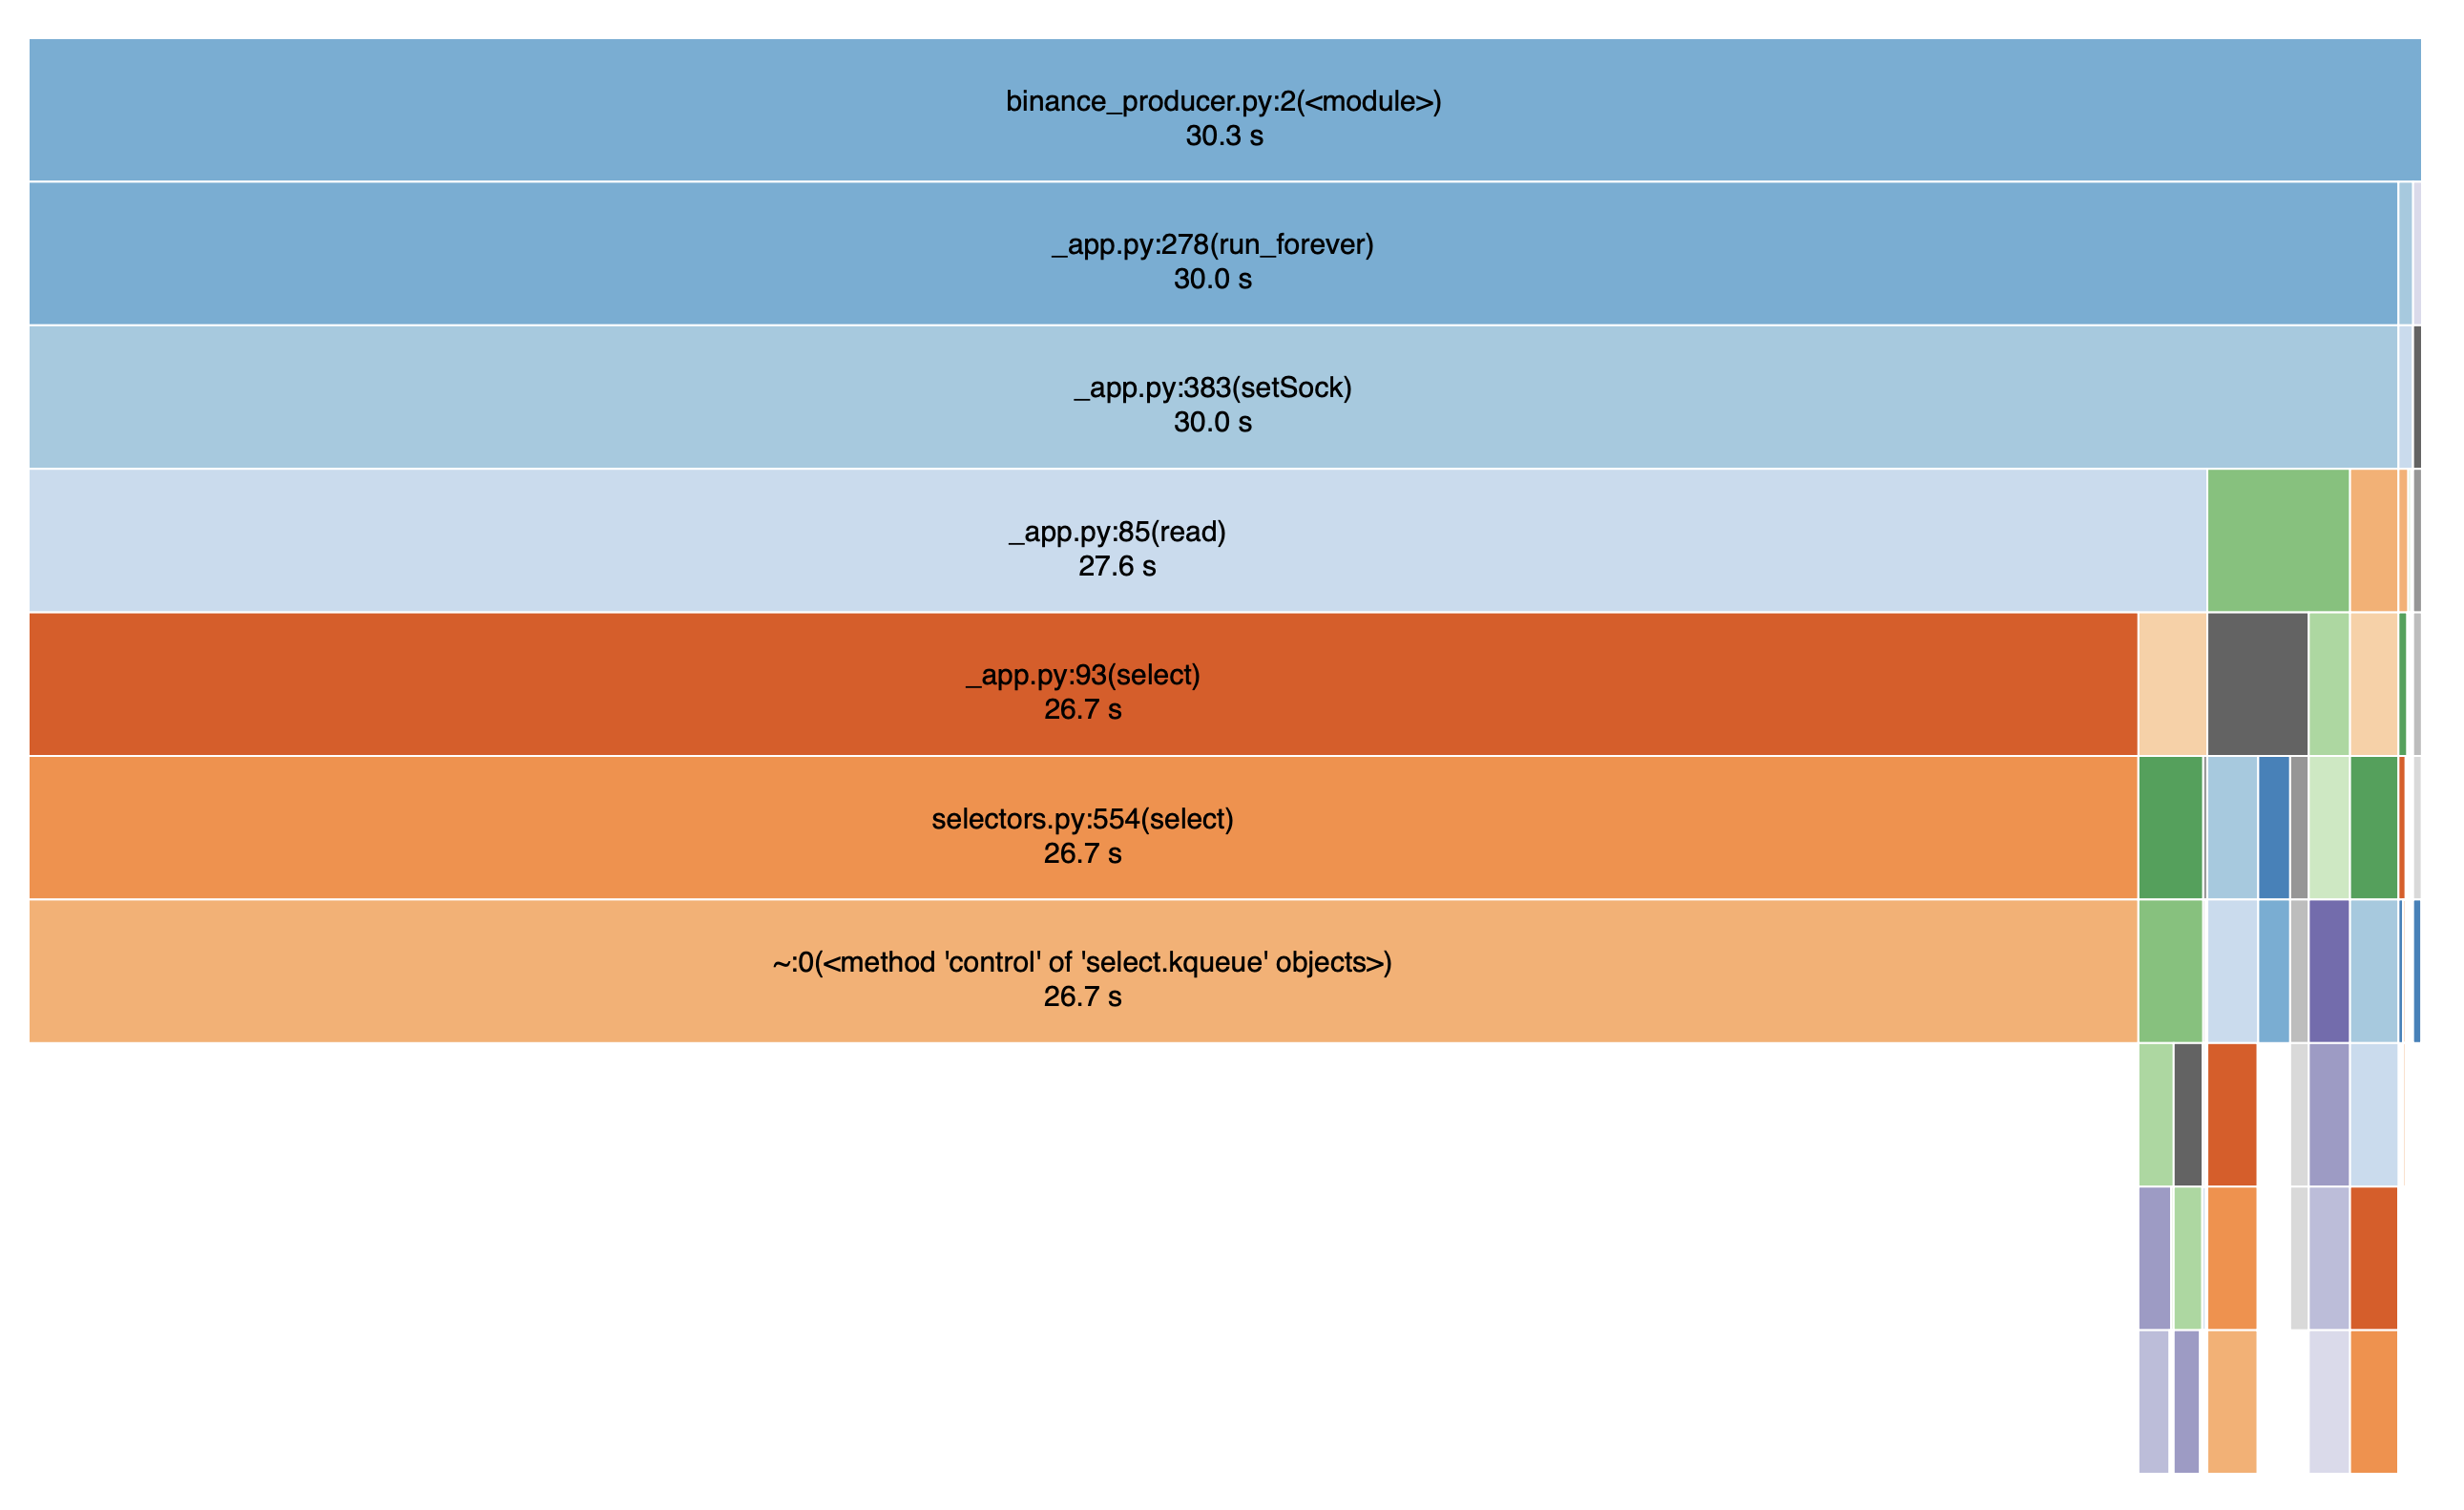 binance_producer.py:2(<module>)
30.3 s
_app.py:278(run_forever)
30.0 s
_app.py:383(setSock)
30.0 s
_app.py:85(read)
27.6 s
_app.py:93(select)
26.7 s
selectors.py:554(select)
26.7 s
~:0(<method 'control' of 'select.kqueue' objects>)
26.7 s